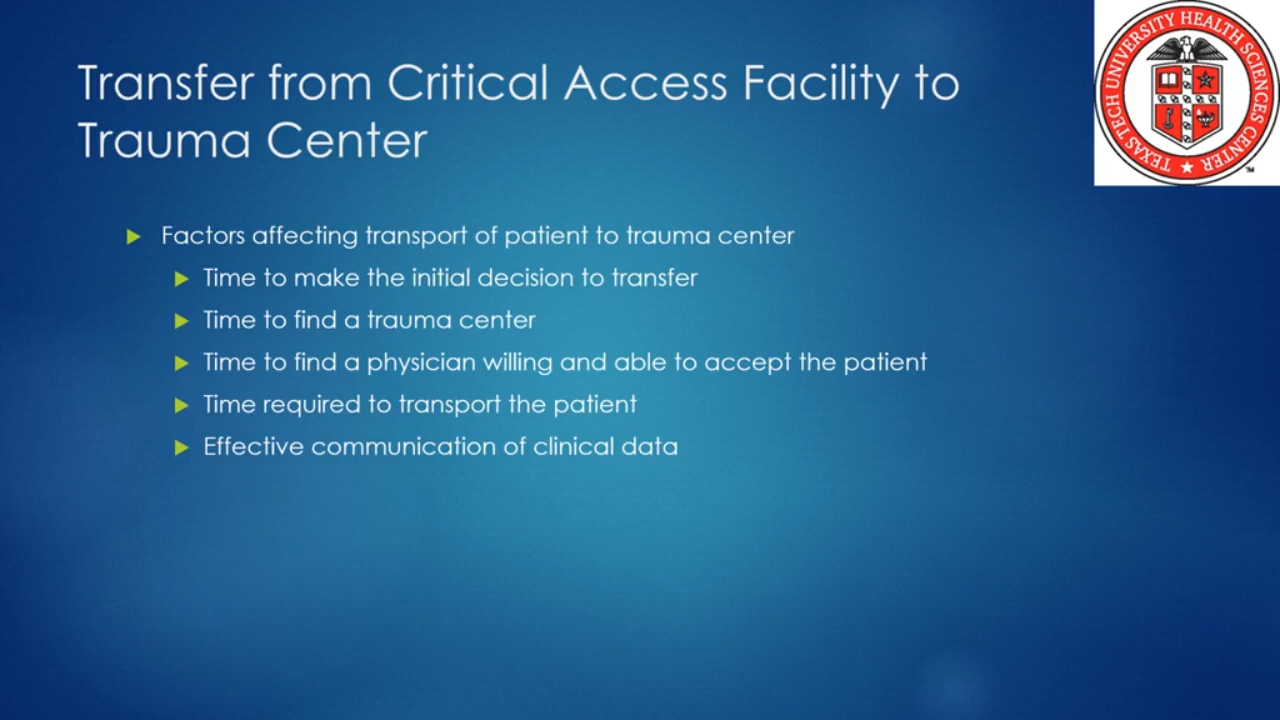 Transfer from Critical Access Facility to
Trauma Center
TEXAS TECH UNIVERSITY HEALTH SCIENCES CENTER
TM
Factors affecting transport of patient to trauma center
Time to make the initial decision to transfer
Time to find a trauma center
Time to find a physician willing and able to accept the patient
Time required to transport the patient
Effective communication of clinical data